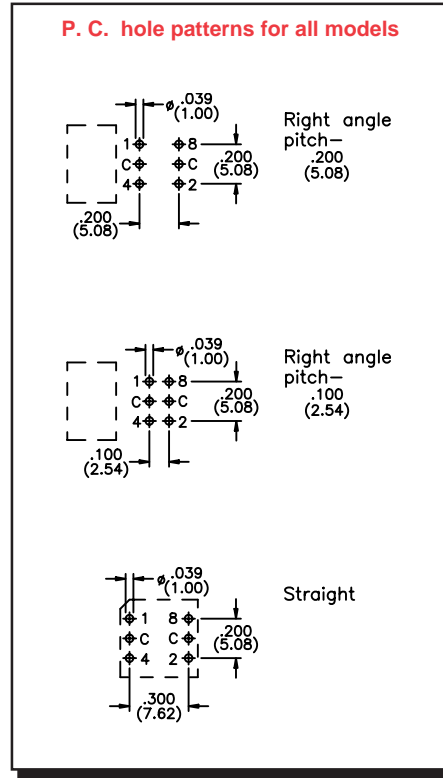 P. C. hole patterns for all models
ø.039
(1.00)
Right angle
pitch–
.200
(5.08)
1 8
C C
4 2
.200
(5.08)
.200
(5.08)
ø.039
(1.00)
Right angle
pitch–
.100
(2.54)
1 8
C C
4 2
.200
(5.08)
.100
(2.54)
ø.039
(1.00)
Straight
1 8
C C
4 2
.200
(5.08)
.300
(7.62)